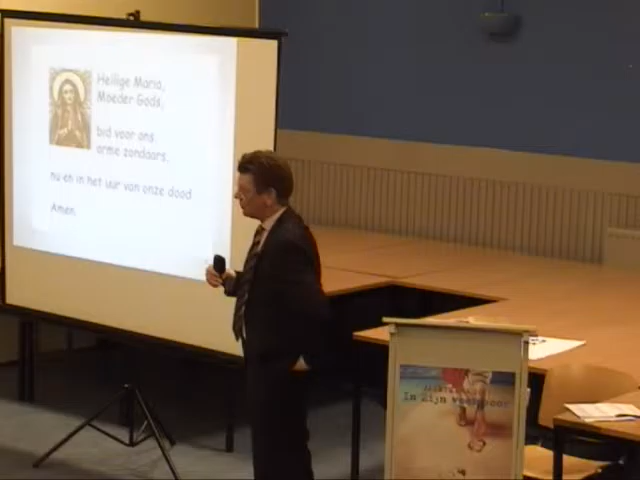 Heilige Maria,
Moeder Gods,
bid voor ons
arme zondaars,
nu en in het uur van onze dood
Amen.
In Zijn voetspoor